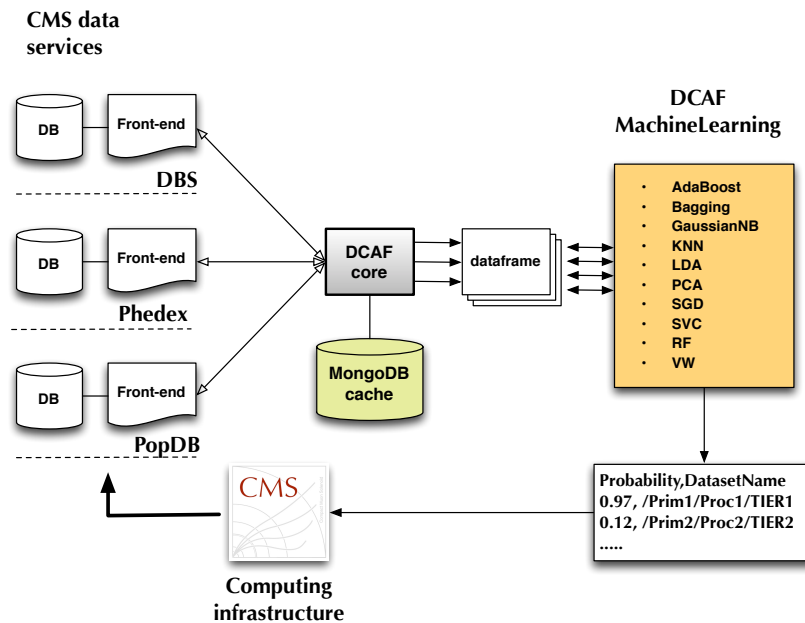 CMS data
services
DB
Front-end
DBS
DB
Front-end
Phedex
DB
Front-end
PopDB
DCAF
core
MongoDB
cache
dataframe
DCAF
MachineLearning
• AdaBoost
• Bagging
• GaussianNB
• KNN
• LDA
• PCA
• SGD
• SVC
• RF
• VW
Probability,DatasetName
0.97, /Prim1/Proc1/TIER1
0.12, /Prim2/Proc2/TIER2
.....
CMS
Computing
infrastructure